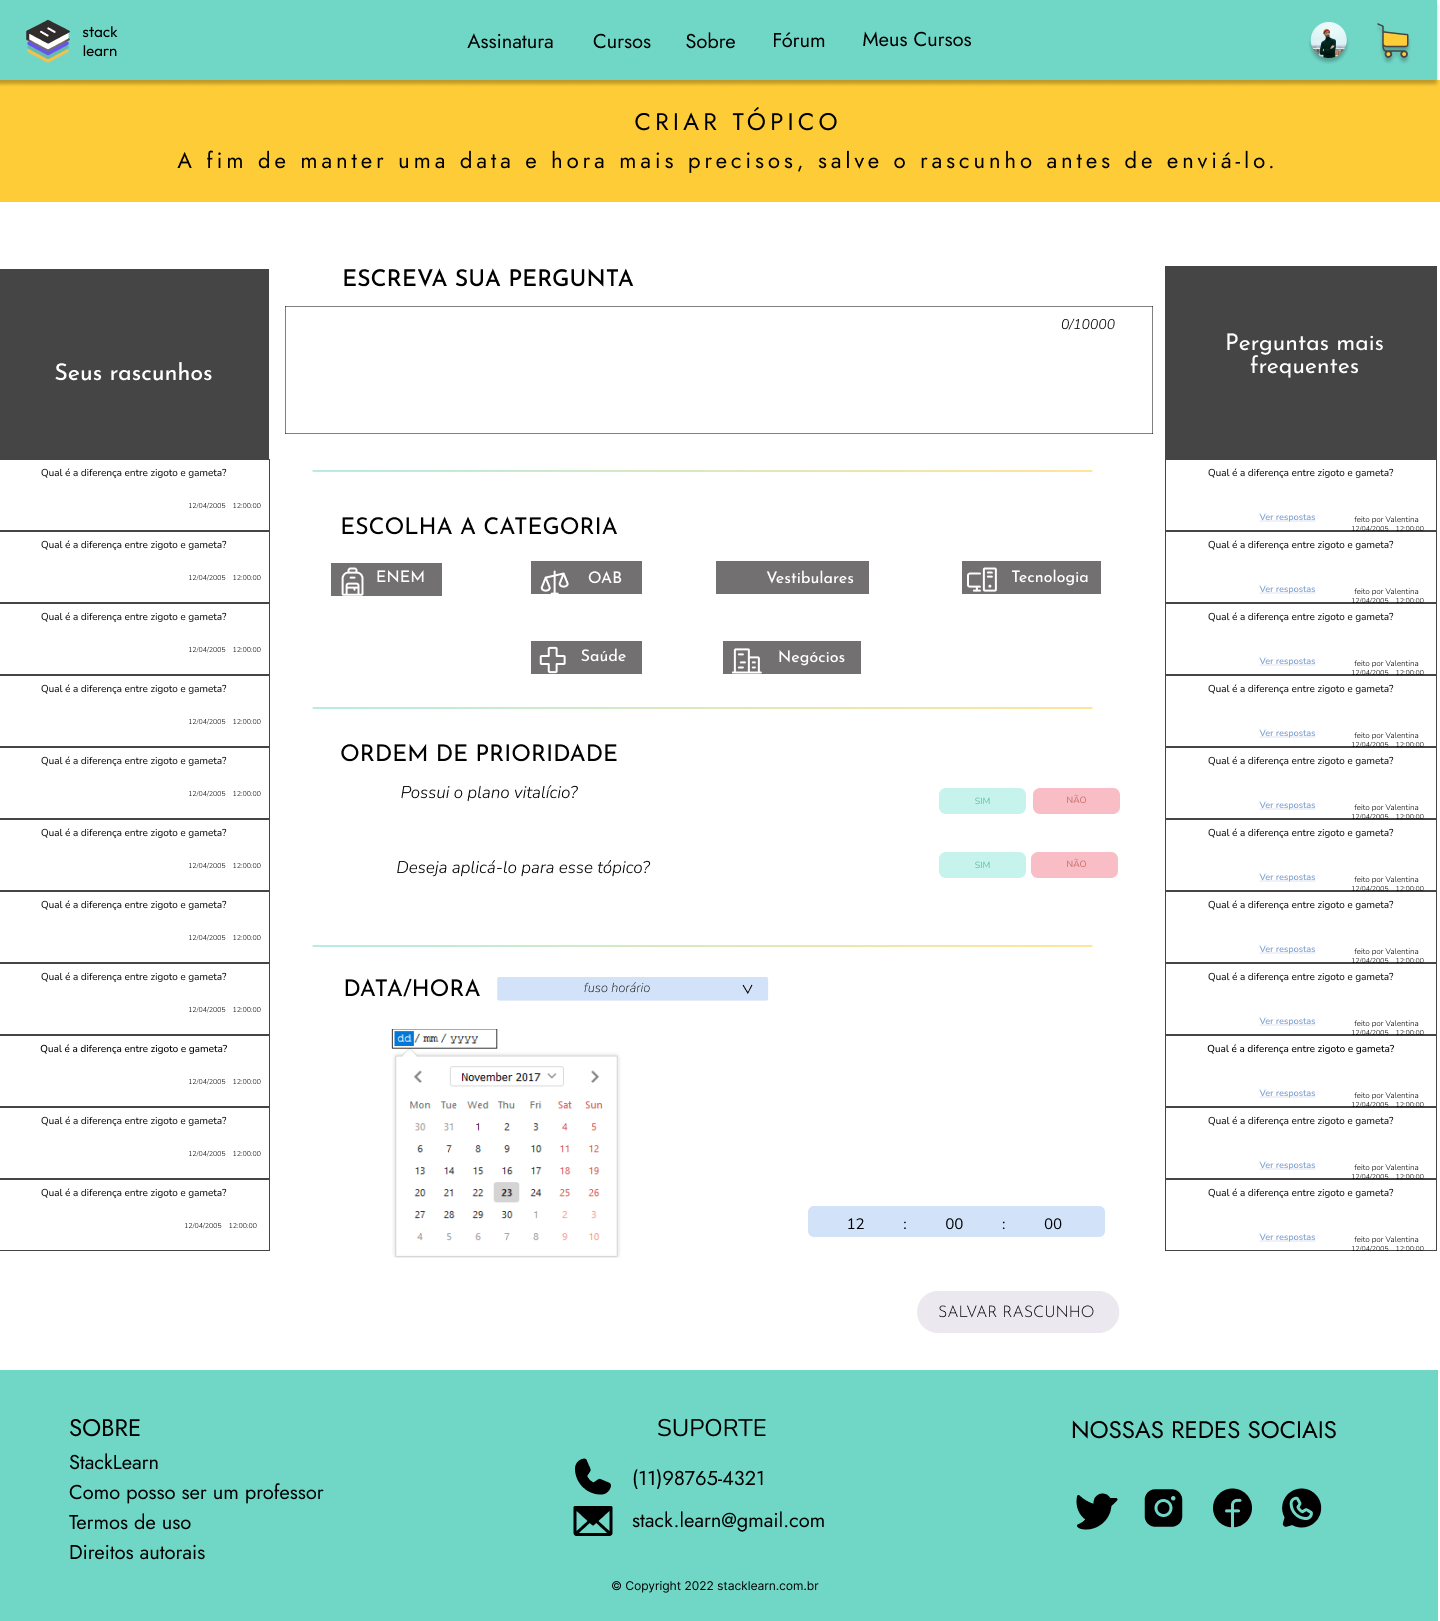 stack
learn
Assinatura
Cursos
Sobre
Fórum
Meus Cursos
CRIAR TÓPICO
A fim de manter uma data e hora mais precisos, salve o rascunho antes de enviá-lo.
Seus rascunhos
Qual é a diferença entre zigoto e gameta?
12/04/2005 12:00:00
Qual é a diferença entre zigoto e gameta?
12/04/2005 12:00:00
Qual é a diferença entre zigoto e gameta?
12/04/2005 12:00:00
Qual é a diferença entre zigoto e gameta?
12/04/2005 12:00:00
Qual é a diferença entre zigoto e gameta?
12/04/2005 12:00:00
Qual é a diferença entre zigoto e gameta?
12/04/2005 12:00:00
Qual é a diferença entre zigoto e gameta?
12/04/2005 12:00:00
Qual é a diferença entre zigoto e gameta?
12/04/2005 12:00:00
Qual é a diferença entre zigoto e gameta?
12/04/2005 12:00:00
Qual é a diferença entre zigoto e gameta?
12/04/2005 12:00:00
Qual é a diferença entre zigoto e gameta?
12/04/2005 12:00:00
ESCREVA SUA PERGUNTA
0/10000
ESCOLHA A CATEGORIA
ENEM
OAB
Vestibulares
Tecnologia
Saúde
Negócios
ORDEM DE PRIORIDADE
Possui o plano vitalício?
SIM
NÃO
Deseja aplicá-lo para esse tópico?
SIM
NÃO
DATA/HORA
fuso horário
dd / mm / yyyy
November 2017
Mon Tue Wed Thu Fri Sat Sun
30 31 1 2 3 4 5
6 7 8 9 10 11 12
13 14 15 16 17 18 19
20 21 22 23 24 25 26
27 28 29 30 1 2 3
4 5 6 7 8 9 10
12 : 00 : 00
SALVAR RASCUNHO
Perguntas mais
frequentes
Qual é a diferença entre zigoto e gameta?
Ver respostas
feito por Valentina
12/04/2005 12:00:00
Qual é a diferença entre zigoto e gameta?
Ver respostas
feito por Valentina
12/04/2005 12:00:00
Qual é a diferença entre zigoto e gameta?
Ver respostas
feito por Valentina
12/04/2005 12:00:00
Qual é a diferença entre zigoto e gameta?
Ver respostas
feito por Valentina
12/04/2005 12:00:00
Qual é a diferença entre zigoto e gameta?
Ver respostas
feito por Valentina
12/04/2005 12:00:00
Qual é a diferença entre zigoto e gameta?
Ver respostas
feito por Valentina
12/04/2005 12:00:00
Qual é a diferença entre zigoto e gameta?
Ver respostas
feito por Valentina
12/04/2005 12:00:00
Qual é a diferença entre zigoto e gameta?
Ver respostas
feito por Valentina
12/04/2005 12:00:00
Qual é a diferença entre zigoto e gameta?
Ver respostas
feito por Valentina
12/04/2005 12:00:00
Qual é a diferença entre zigoto e gameta?
Ver respostas
feito por Valentina
12/04/2005 12:00:00
Qual é a diferença entre zigoto e gameta?
Ver respostas
feito por Valentina
12/04/2005 12:00:00
SOBRE
StackLearn
Como posso ser um professor
Termos de uso
Direitos autorais
SUPORTE
(11)98765-4321
stack.learn@gmail.com
NOSSAS REDES SOCIAIS
© Copyright 2022 stacklearn.com.br